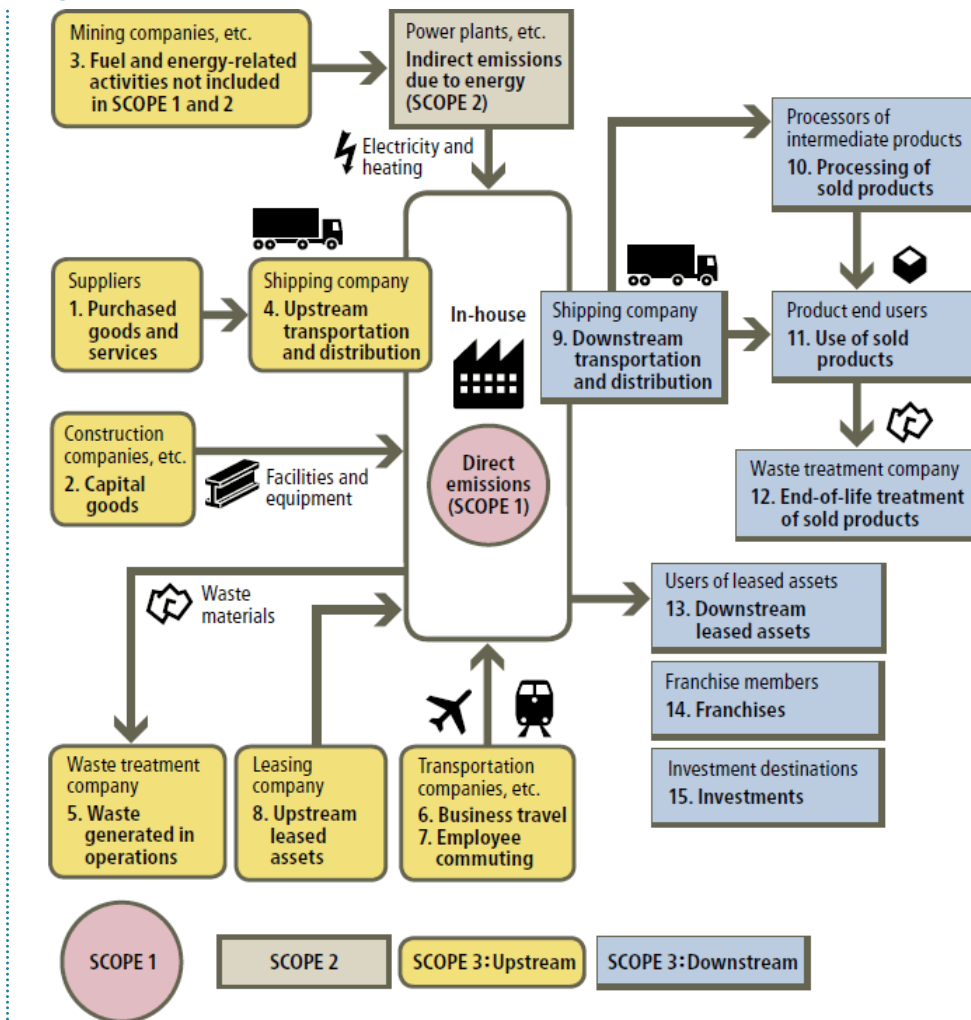 Mining companies, etc.
3. Fuel and energy-related
activities not included
in SCOPE 1 and 2
Power plants, etc.
Indirect emissions
due to energy
(SCOPE 2)
Electricity and
heating
Processors of
intermediate products
10. Processing of
sold products
Suppliers
1. Purchased
goods and
services
Shipping company
4. Upstream
transportation
and distribution
In-house
Shipping company
9. Downstream
transportation
and distribution
Product end users
11. Use of sold
products
Construction
companies, etc.
2. Capital
goods
Facilities and
equipment
Direct
emissions
(SCOPE 1)
Waste treatment company
12. End-of-life treatment
of sold products
Waste
materials
Users of leased assets
13. Downstream
leased assets
Franchise members
14. Franchises
Investment destinations
15. Investments
Waste treatment
company
5. Waste
generated in
operations
Leasing
company
8. Upstream
leased
assets
Transportation
companies, etc.
6. Business travel
7. Employee
commuting
SCOPE 1
SCOPE 2
SCOPE 3:Upstream
SCOPE 3:Downstream